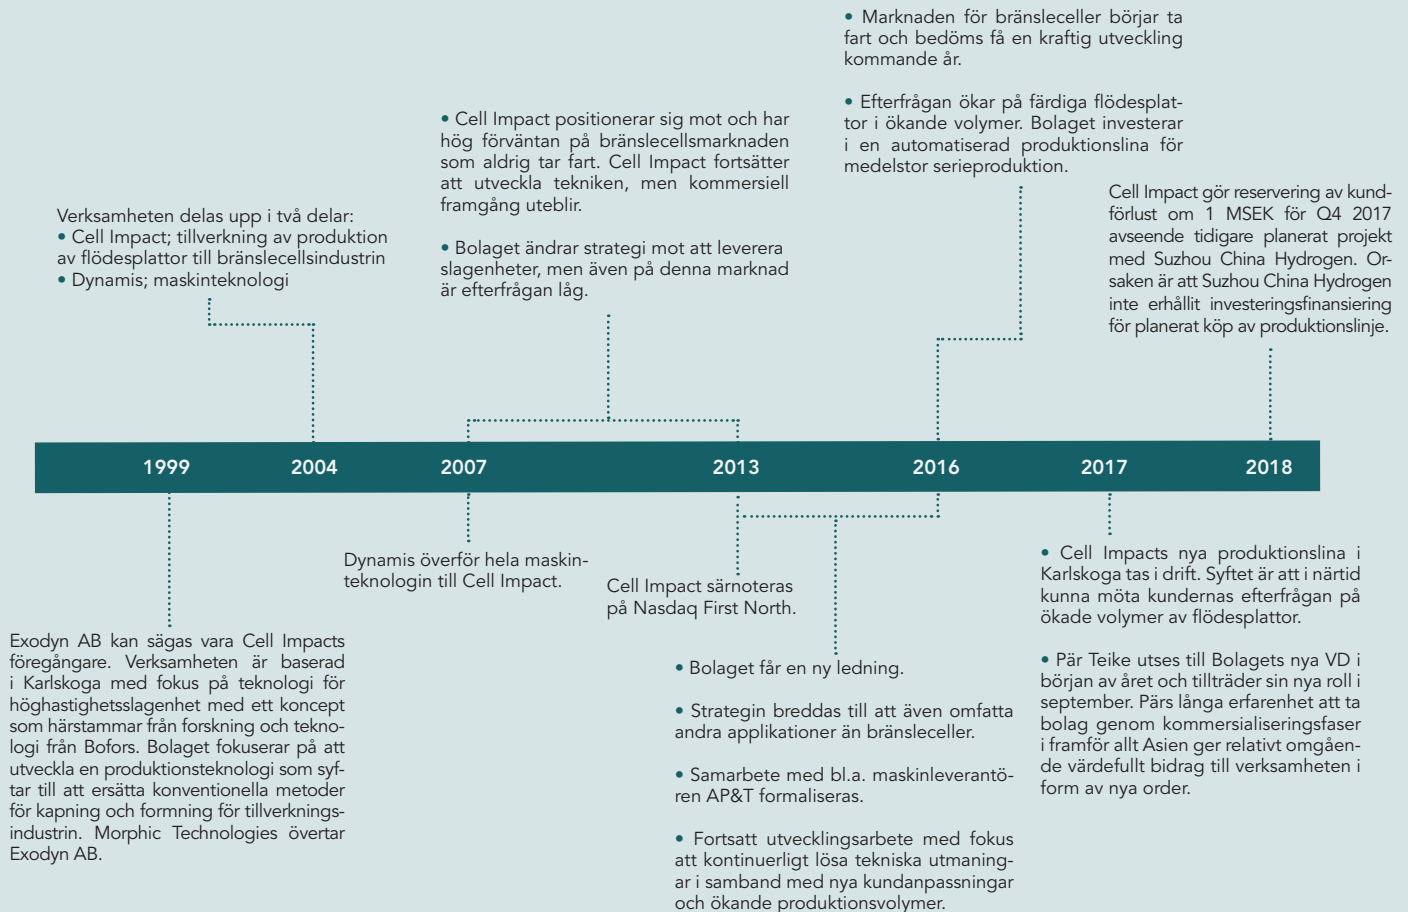 • Marknaden för bränsleceller börjar ta
fart och bedöms få en kraftig utveckling
kommande år.
• Efterfrågan ökar på färdiga flödesplat-
tor i ökande volymer. Bolaget investerar
i en automatiserad produktionslina för
medelstor serieproduktion.
• Cell Impact positionerar sig mot och har
hög förväntan på bränslecellsmarknaden
som aldrig tar fart. Cell Impact fortsätter
att utveckla tekniken, men kommersiell
framgång uteblir.
• Bolaget ändrar strategi mot att leverera
slagenheter, men även på denna marknad
är efterfrågan låg.
Verksamheten delas upp i två delar:
• Cell Impact; tillverkning av produktion
av flödesplattor till bränslecellsindustrin
• Dynamis; maskinteknologi
Cell Impact gör reservering av kund-
förlust om 1 MSEK för Q4 2017
avseende tidigare planerat projekt
med Suzhou China Hydrogen. Or-
saken är att Suzhou China Hydrogen
inte erhållit investeringsfinansiering
för planerat köp av produktionslinje.
1999 2004 2007 2013 2016 2017 2018
Exodyn AB kan sägas vara Cell Impacts
föregångare. Verksamheten är baserad
i Karlskoga med fokus på teknologi för
höghastighetsslagenhet med ett koncept
som härstammar från forskning och tekno-
logi från Bofors. Bolaget fokuserar på att
utveckla en produktionsteknologi som syf-
tar till att ersätta konventionella metoder
för kapning och formning för tillverknings-
industrin. Morphic Technologies övertar
Exodyn AB.
Dynamis överför hela maskin-
teknologin till Cell Impact.
Cell Impact särnoteras
på Nasdaq First North.
• Bolaget får en ny ledning.
• Strategin breddas till att även omfatta
andra applikationer än bränsleceller.
• Samarbete med bl.a. maskinleverantö-
ren AP&T formaliseras.
• Fortsatt utvecklingsarbete med fokus
att kontinuerligt lösa tekniska utmaning-
ar i samband med nya kundanpassningar
och ökande produktionsvolymer.
• Cell Impacts nya produktionslina i
Karlskoga tas i drift. Syftet är att i närtid
kunna möta kundernas efterfrågan på
ökade volymer av flödesplattor.
• Pär Teike utses till Bolagets nya VD i
början av året och tillträder sin nya roll i
september. Pärs långa erfarenhet att ta
bolag genom kommersialiseringsfaser
i framför allt Asien ger relativt omgåen-
de värdefullt bidrag till verksamheten i
form av nya order.